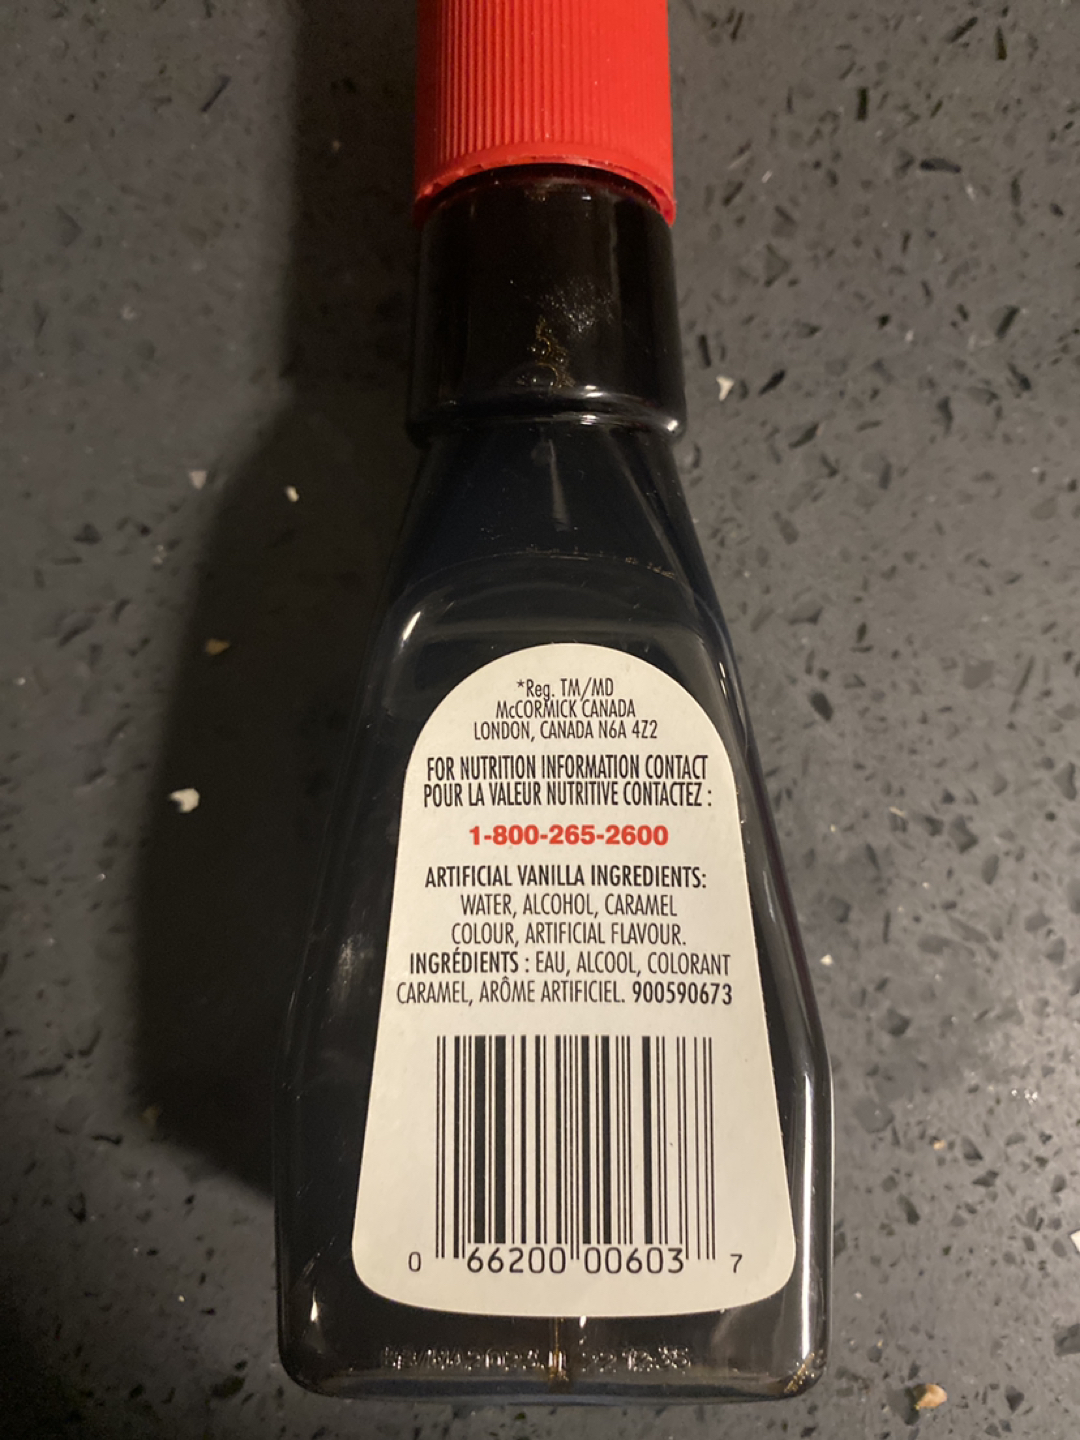 *Reg. TM/MD
McCORMICK CANADA
LONDON, CANADA N6A 4Z2
FOR NUTRITION INFORMATION CONTACT
POUR LA VALEUR NUTRITIVE CONTACTEZ :
1-800-265-2600
ARTIFICIAL VANILLA INGREDIENTS:
WATER, ALCOHOL, CARAMEL
COLOUR, ARTIFICIAL FLAVOUR.
INGRÉDIENTS : EAU, ALCOOL, COLORANT
CARAMEL, ARÔME ARTIFICIEL. 900590673
0 66200 00603 7